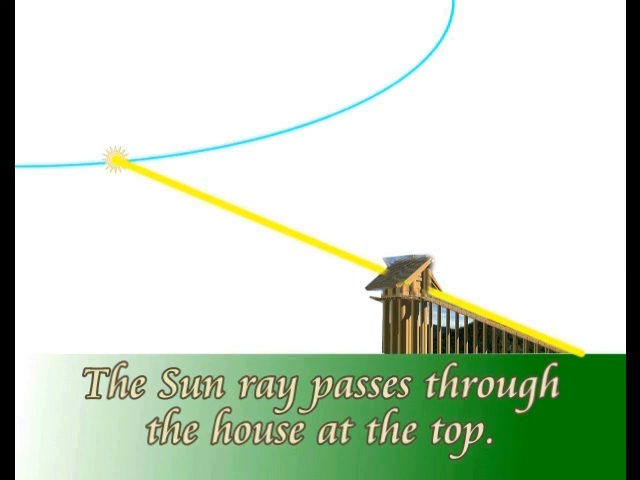 The Sun ray passes through
the house at the top.